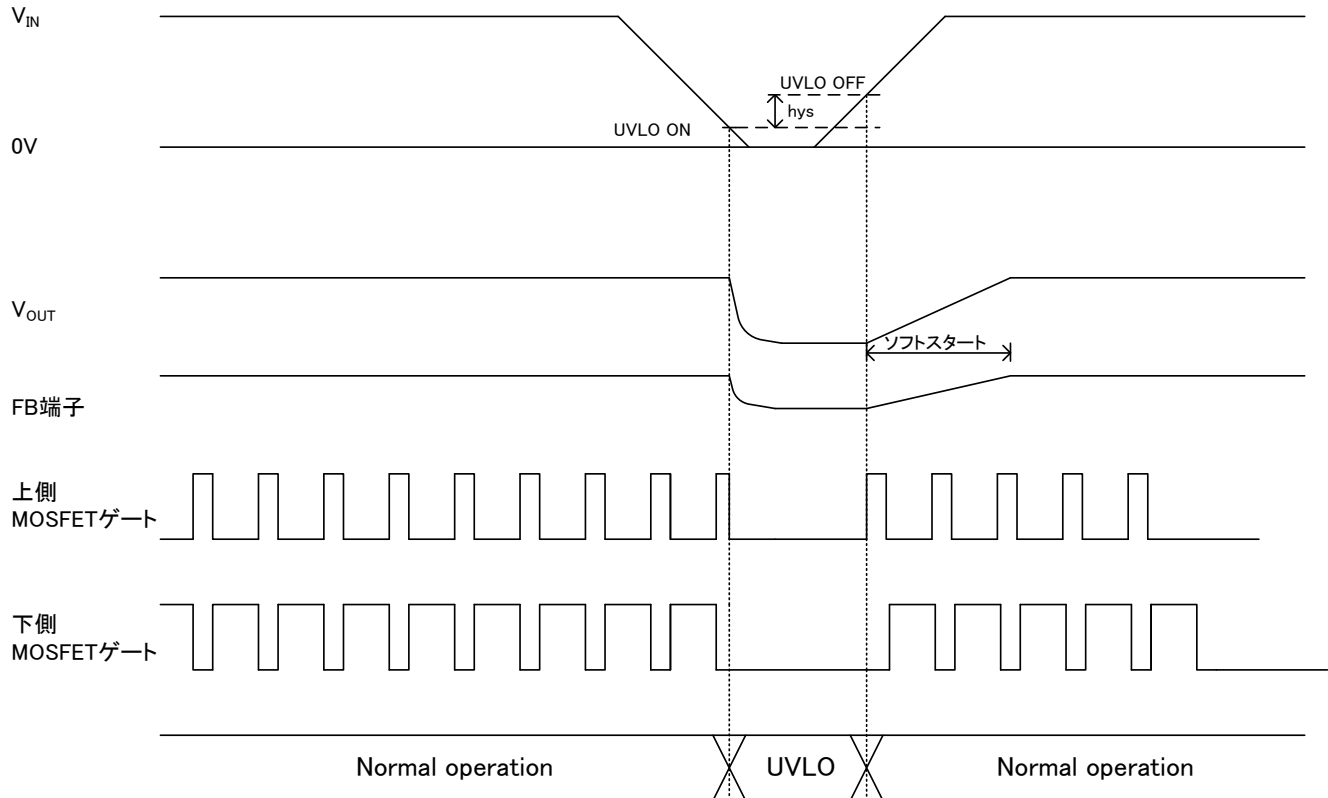 VIN
UVLO OFF
hys
UVLO ON
0V
VOUT
ソフトスタート
FB端子
上側
MOSFETゲート
下側
MOSFETゲート
Normal operation
UVLO
Normal operation